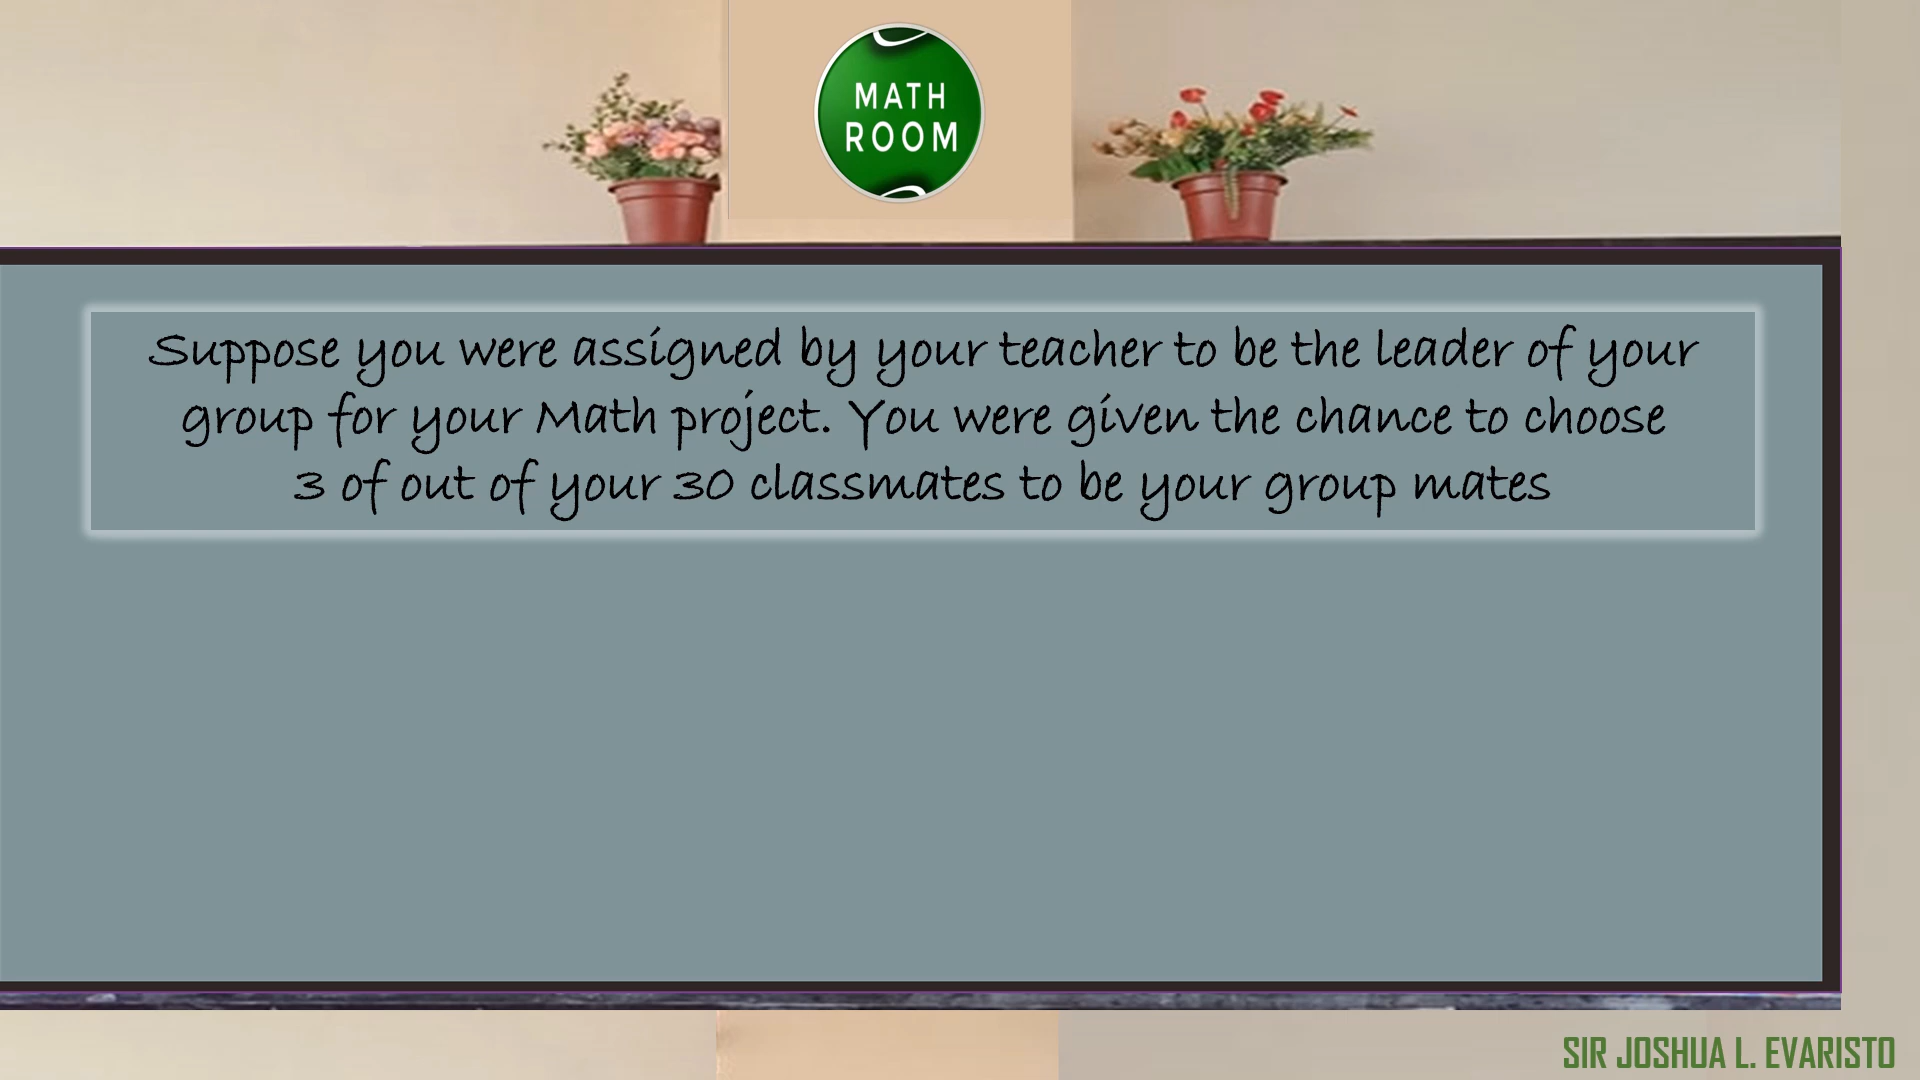 MATH
ROOM
Suppose you were assigned by your teacher to be the leader of your
group for your Math project. You were given the chance to choose
3 of out of your 30 classmates to be your group mates
SIR JOSHUA L. EVARISTO